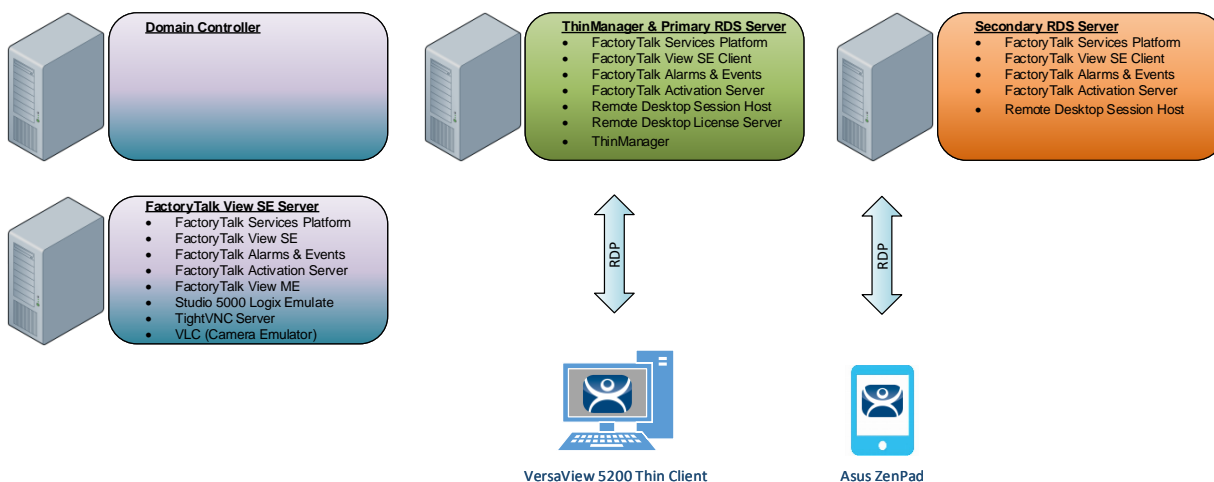 Domain Controller
ThinManager & Primary RDS Server
• FactoryTalk Services Platform
• FactoryTalk View SE Client
• FactoryTalk Alarms & Events
• FactoryTalk Activation Server
• Remote Desktop Session Host
• Remote Desktop License Server
• ThinManager
Secondary RDS Server
• FactoryTalk Services Platform
• FactoryTalk View SE Client
• FactoryTalk Alarms & Events
• FactoryTalk Activation Server
• Remote Desktop Session Host
FactoryTalk View SE Server
• FactoryTalk Services Platform
• FactoryTalk View SE
• FactoryTalk Alarms & Events
• FactoryTalk Activation Server
• FactoryTalk View ME
• Studio 5000 Logix Emulate
• TightVNC Server
• VLC (Camera Emulator)
RDP
RDP
VersaView 5200 Thin Client
Asus ZenPad